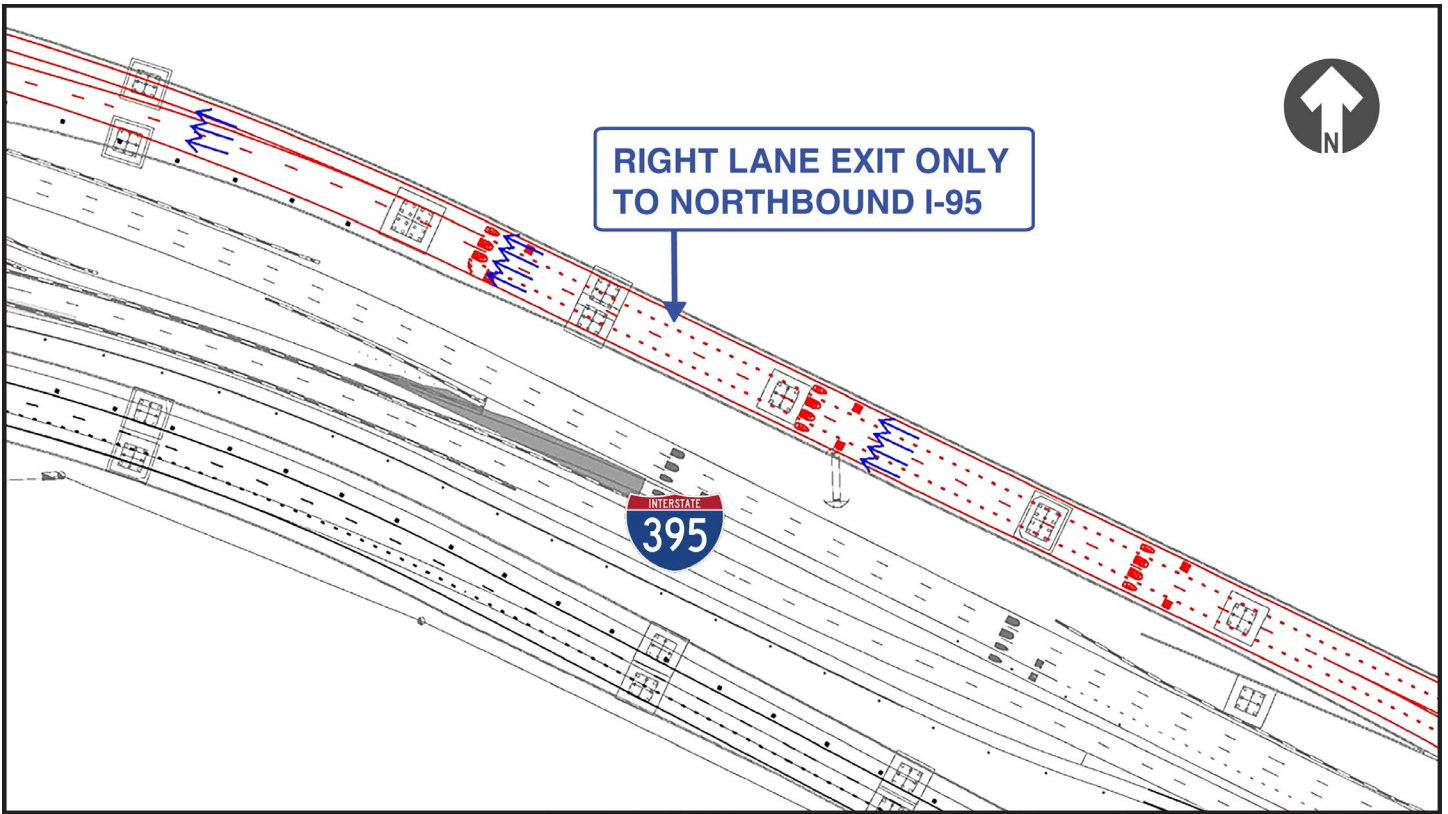 N
RIGHT LANE EXIT ONLY
TO NORTHBOUND I-95
INTERSTATE
395